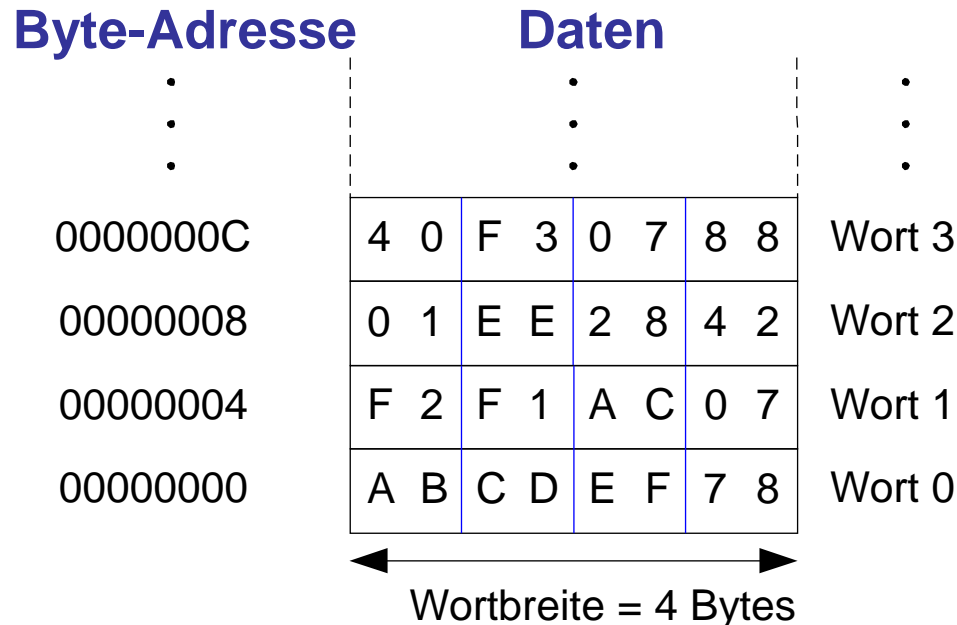 Byte-Adresse Daten
0000000C 4 0 F 3 0 7 8 8 Wort 3
00000008 0 1 E E 2 8 4 2 Wort 2
00000004 F 2 F 1 A C 0 7 Wort 1
00000000 A B C D E F 7 8 Wort 0
Wortbreite = 4 Bytes